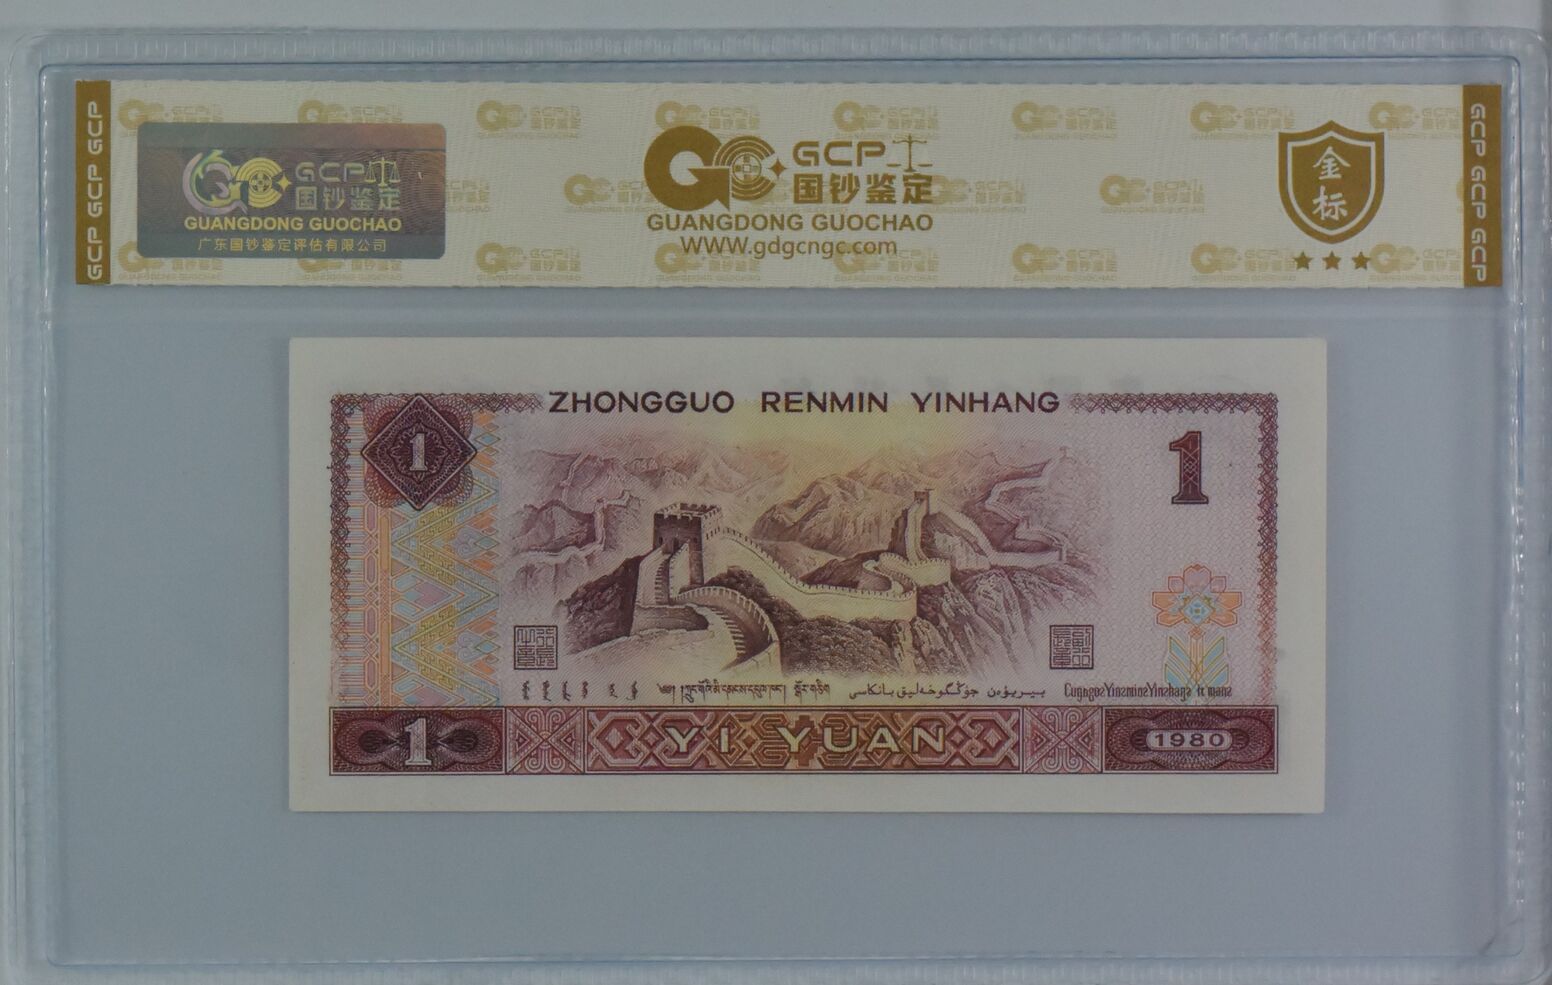 GCP GCP GCP
GCP
国钞鉴定
GUANGDONG GUOCHAO
广东国钞鉴定评估有限公司
GCP
国钞鉴定
GUANGDONG GUOCHAO
WWW.gdgcngc.com
金标
GCP GCP GCP
ZHONGGUO RENMIN YINHANG
1
1
1
YI YUAN
1980